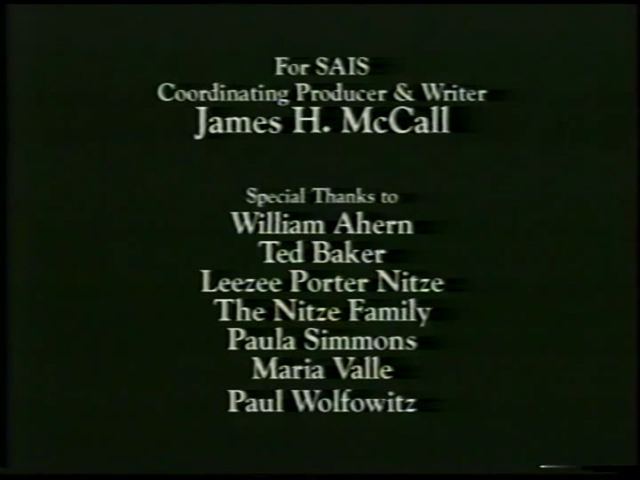 For SAIS
Coordinating Producer & Writer
James H. McCall
Special Thanks to
William Ahern
Ted Baker
Leezee Porter Nitze
The Nitze Family
Paula Simmons
Maria Valle
Paul Wolfowitz